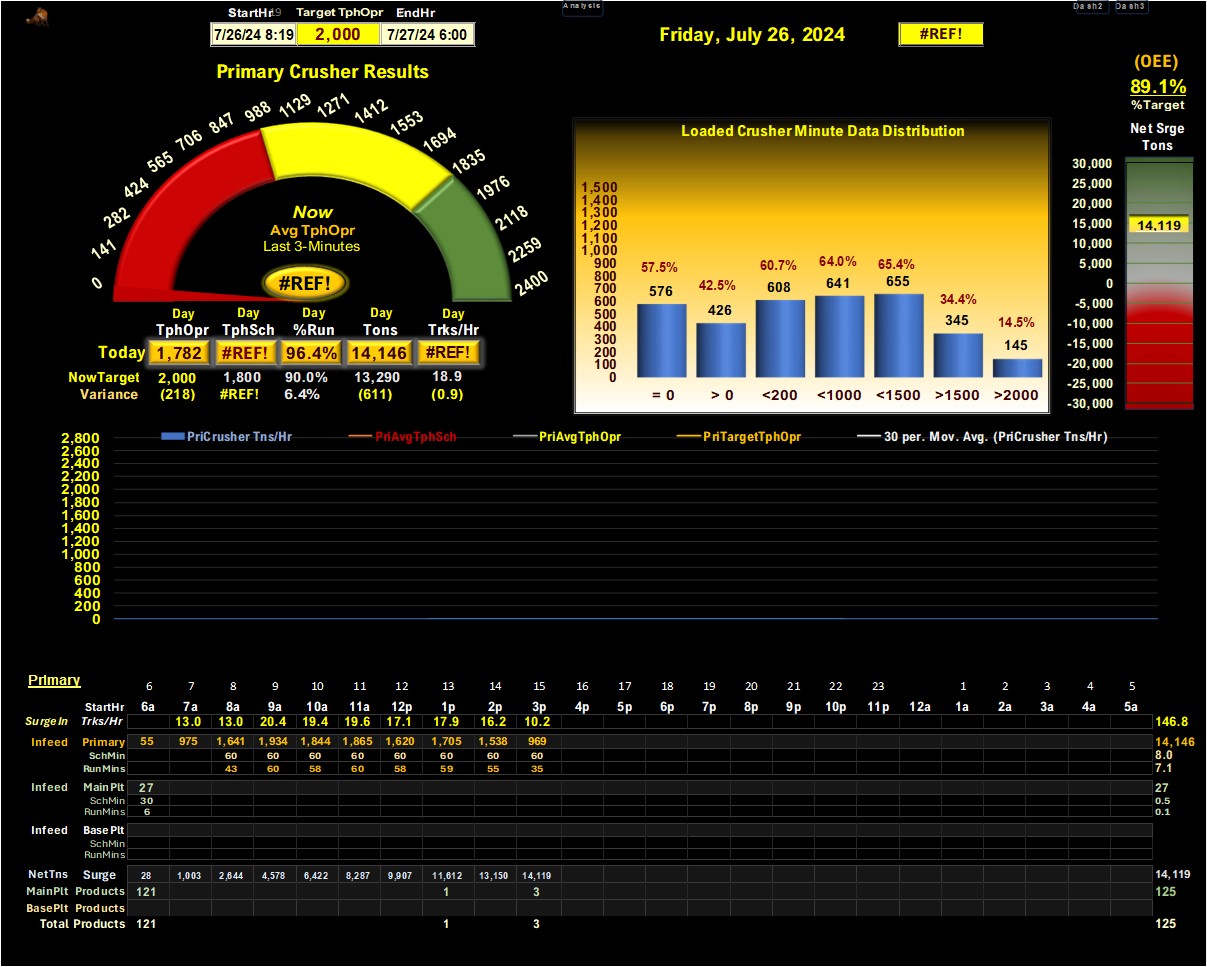 StartHr Target TphOpr EndHr
7/26/24 8:19 2,000 7/27/24 6:00
Analysis
Friday, July 26, 2024
#REF!
Dash2 Dash3
(OEE)
89.1%
%Target
Primary Crusher Results
0 141 282 424 565 706 847 988 1129 1271 1412 1553 1694 1835 1976 2118 2259 2400
Now
Avg TphOpr
Last 3-Minutes
#REF!
Day Day Day Day Day
TphOpr TphSch %Run Tons Trks/Hr
Today 1,782 #REF! 96.4% 14,146 #REF!
NowTarget 2,000 1,800 90.0% 13,290 18.9
Variance (218) #REF! 6.4% (611) (0.9)
Loaded Crusher Minute Data Distribution
1,500
1,400
1,300
1,200
1,100
1,000
900
800
700
600
500
400
300
200
100
0
57.5% 42.5% 60.7% 64.0% 65.4% 34.4% 14.5%
576 426 608 641 655 345 145
= 0 > 0 <200 <1000 <1500 >1500 >2000
Net Srge
Tons
30,000
25,000
20,000
15,000
10,000
5,000
0
-5,000
-10,000
-15,000
-20,000
-25,000
-30,000
14,119
PriCrusher Tns/Hr PriAvgTphSch PriAvgTphOpr PriTargetTphOpr 30 per. Mov. Avg. (PriCrusher Tns/Hr)
2,800
2,600
2,400
2,200
2,000
1,800
1,600
1,400
1,200
1,000
800
600
400
200
0
Primary
6 7 8 9 10 11 12 13 14 15 16 17 18 19 20 21 22 23 1 2 3 4 5
StartHr 6a 7a 8a 9a 10a 11a 12p 1p 2p 3p 4p 5p 6p 7p 8p 9p 10p 11p 12a 1a 2a 3a 4a 5a
SurgeIn Trks/Hr 13.0 13.0 20.4 19.4 19.6 17.1 17.9 16.2 10.2 146.8
Infeed Primary 55 975 1,641 1,934 1,844 1,865 1,620 1,705 1,538 969 14,146
SchMin 60 60 60 60 60 60 60 60 8.0
RunMins 43 60 58 60 58 59 55 35 7.1
Infeed MainPlt 27 27
SchMin 30 0.5
RunMins 6 0.1
Infeed BasePlt
SchMin
RunMins
NetTns Surge 28 1,003 2,644 4,578 6,422 8,287 9,907 11,612 13,150 14,119 14,119
MainPlt Products 121 1 3 125
BasePlt Products
Total Products 121 1 3 125